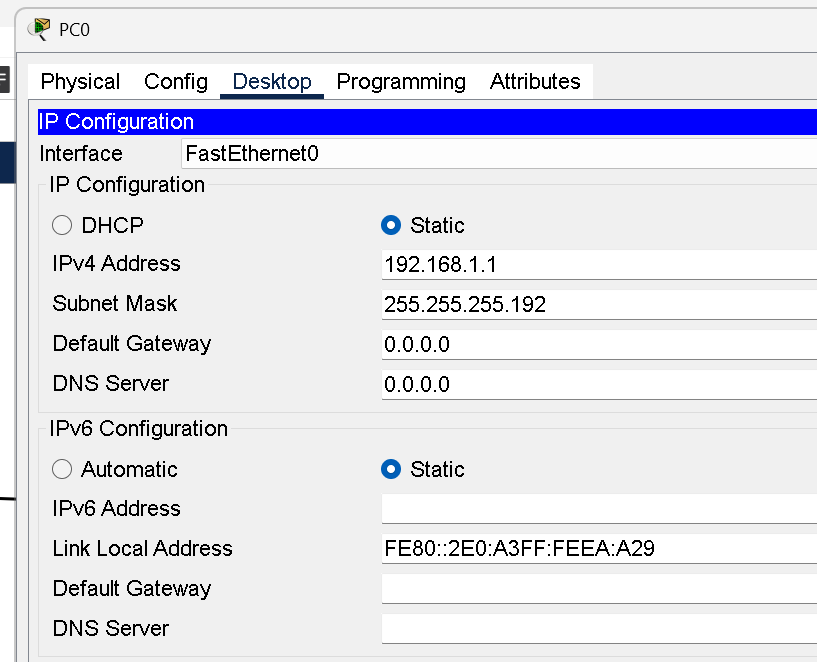 PC0
Physical Config Desktop Programming Attributes
IP Configuration
Interface FastEthernet0
IP Configuration
DHCP Static
IPv4 Address 192.168.1.1
Subnet Mask 255.255.255.192
Default Gateway 0.0.0.0
DNS Server 0.0.0.0
IPv6 Configuration
Automatic Static
IPv6 Address
Link Local Address FE80::2E0:A3FF:FEEA:A29
Default Gateway
DNS Server